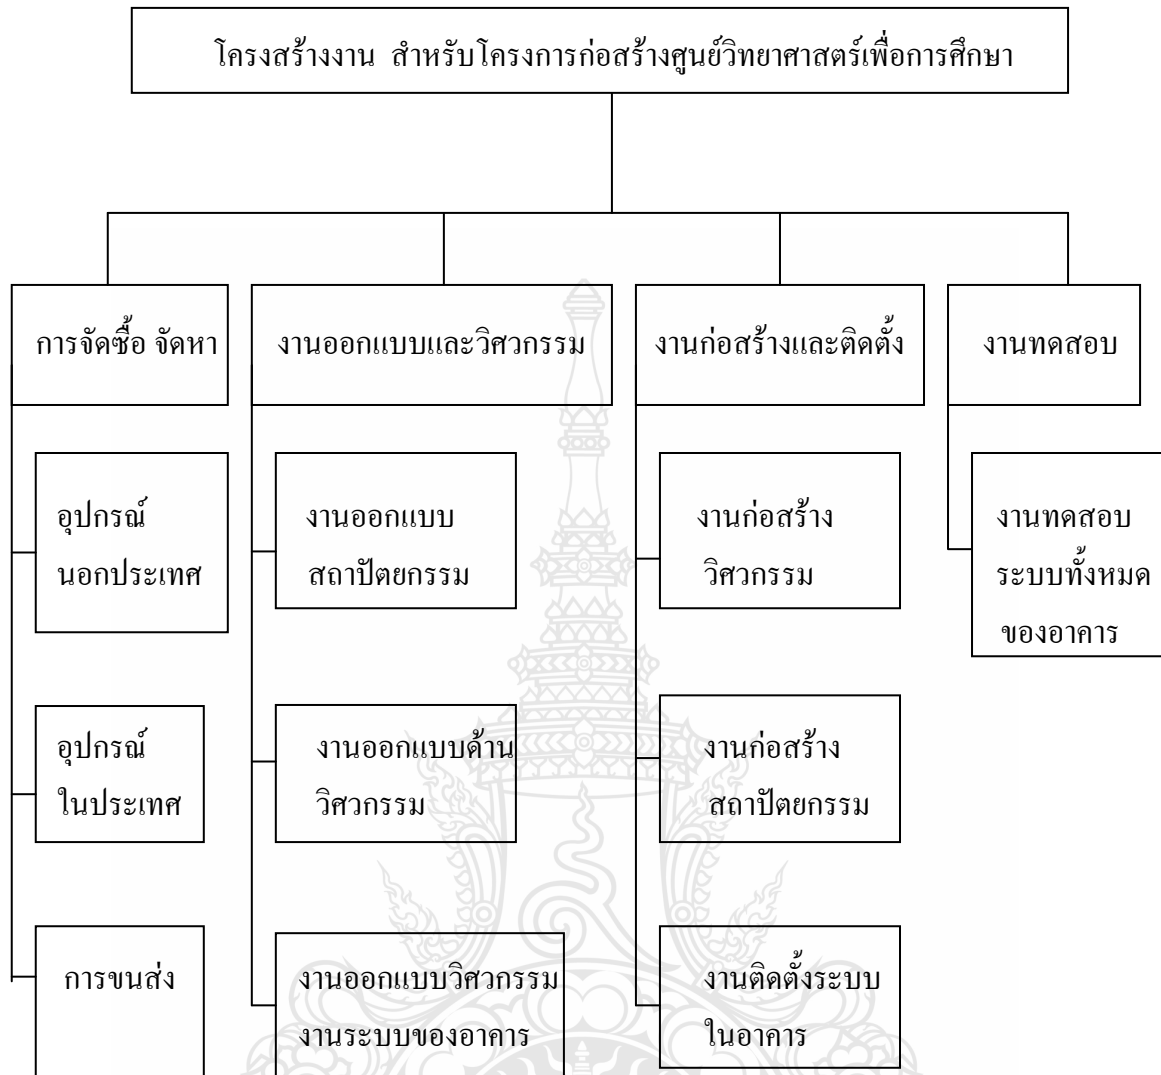 โครงสร้างงาน สำหรับโครงการก่อสร้างศูนย์วิทยาศาสตร์เพื่อการศึกษา
การจัดซื้อ จัดหา
งานออกแบบและวิศวกรรม
งานก่อสร้างและติดตั้ง
งานทดสอบ
อุปกรณ์
นอกประเทศ
งานออกแบบ
สถาปัตยกรรม
งานก่อสร้าง
วิศวกรรม
งานทดสอบ
ระบบทั้งหมด
ของอาคาร
อุปกรณ์
ในประเทศ
งานออกแบบด้าน
วิศวกรรม
งานก่อสร้าง
สถาปัตยกรรม
การขนส่ง
งานออกแบบวิศวกรรม
งานระบบของอาคาร
งานติดตั้งระบบ
ในอาคาร